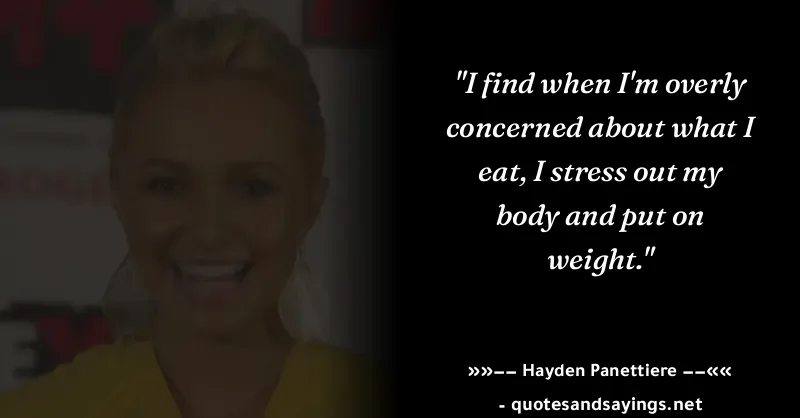 "I find when I'm overly
concerned about what I
eat, I stress out my
body and put on
weight."
»»–– Hayden Panettiere ––««
- quotesandsayings.net